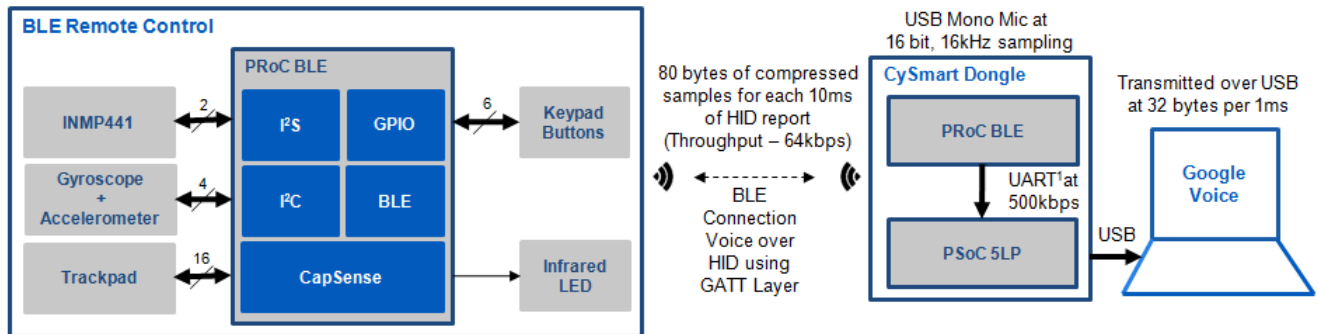 BLE Remote Control
PRoC BLE
INMP441
2
I²S
GPIO
6
Keypad
Buttons
Gyroscope
+
Accelerometer
4
I²C
BLE
Trackpad
16
CapSense
Infrared
LED
80 bytes of compressed
samples for each 10ms
of HID report
(Throughput – 64kbps)
BLE
Connection
Voice over
HID using
GATT Layer
USB Mono Mic at
16 bit, 16kHz sampling
CySmart Dongle
PRoC BLE
UART¹at
500kbps
PSoC 5LP
USB
Transmitted over USB
at 32 bytes per 1ms
Google
Voice